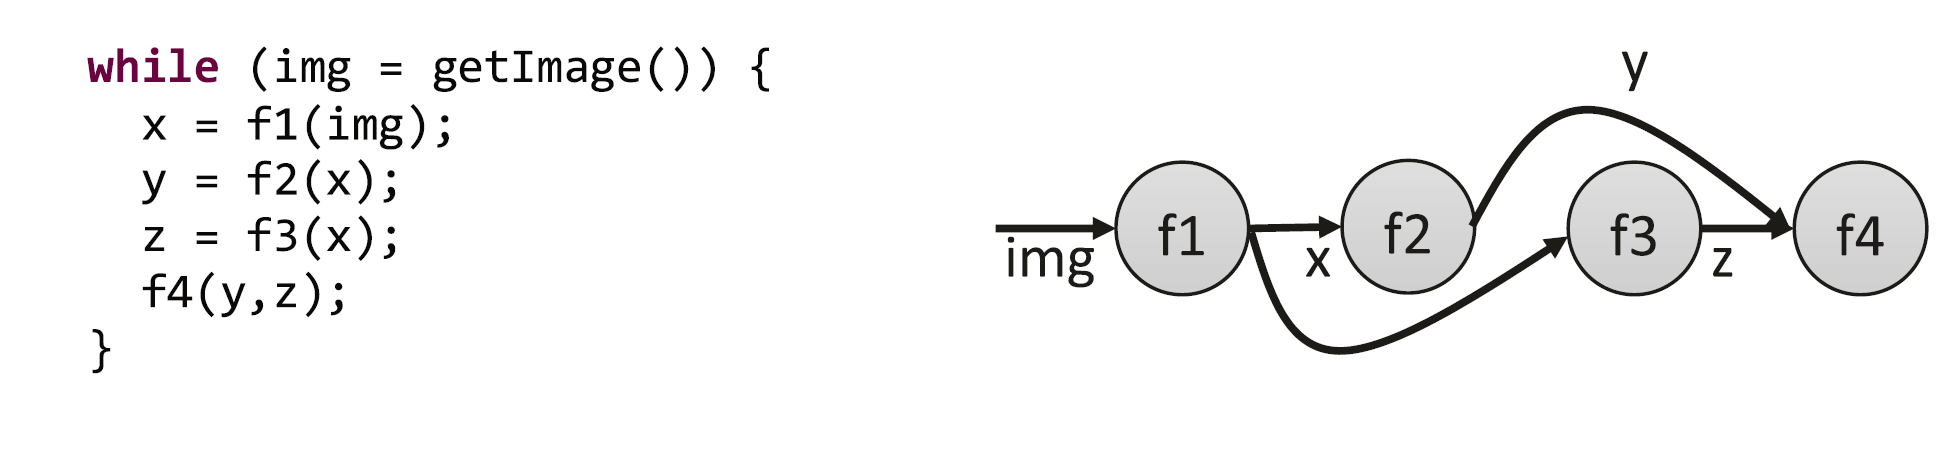 while (img = getImage()) {
  x = f1(img);
  y = f2(x);
  z = f3(x);
  f4(y,z);
}
y
f1
f2
f3
f4
img
x
z